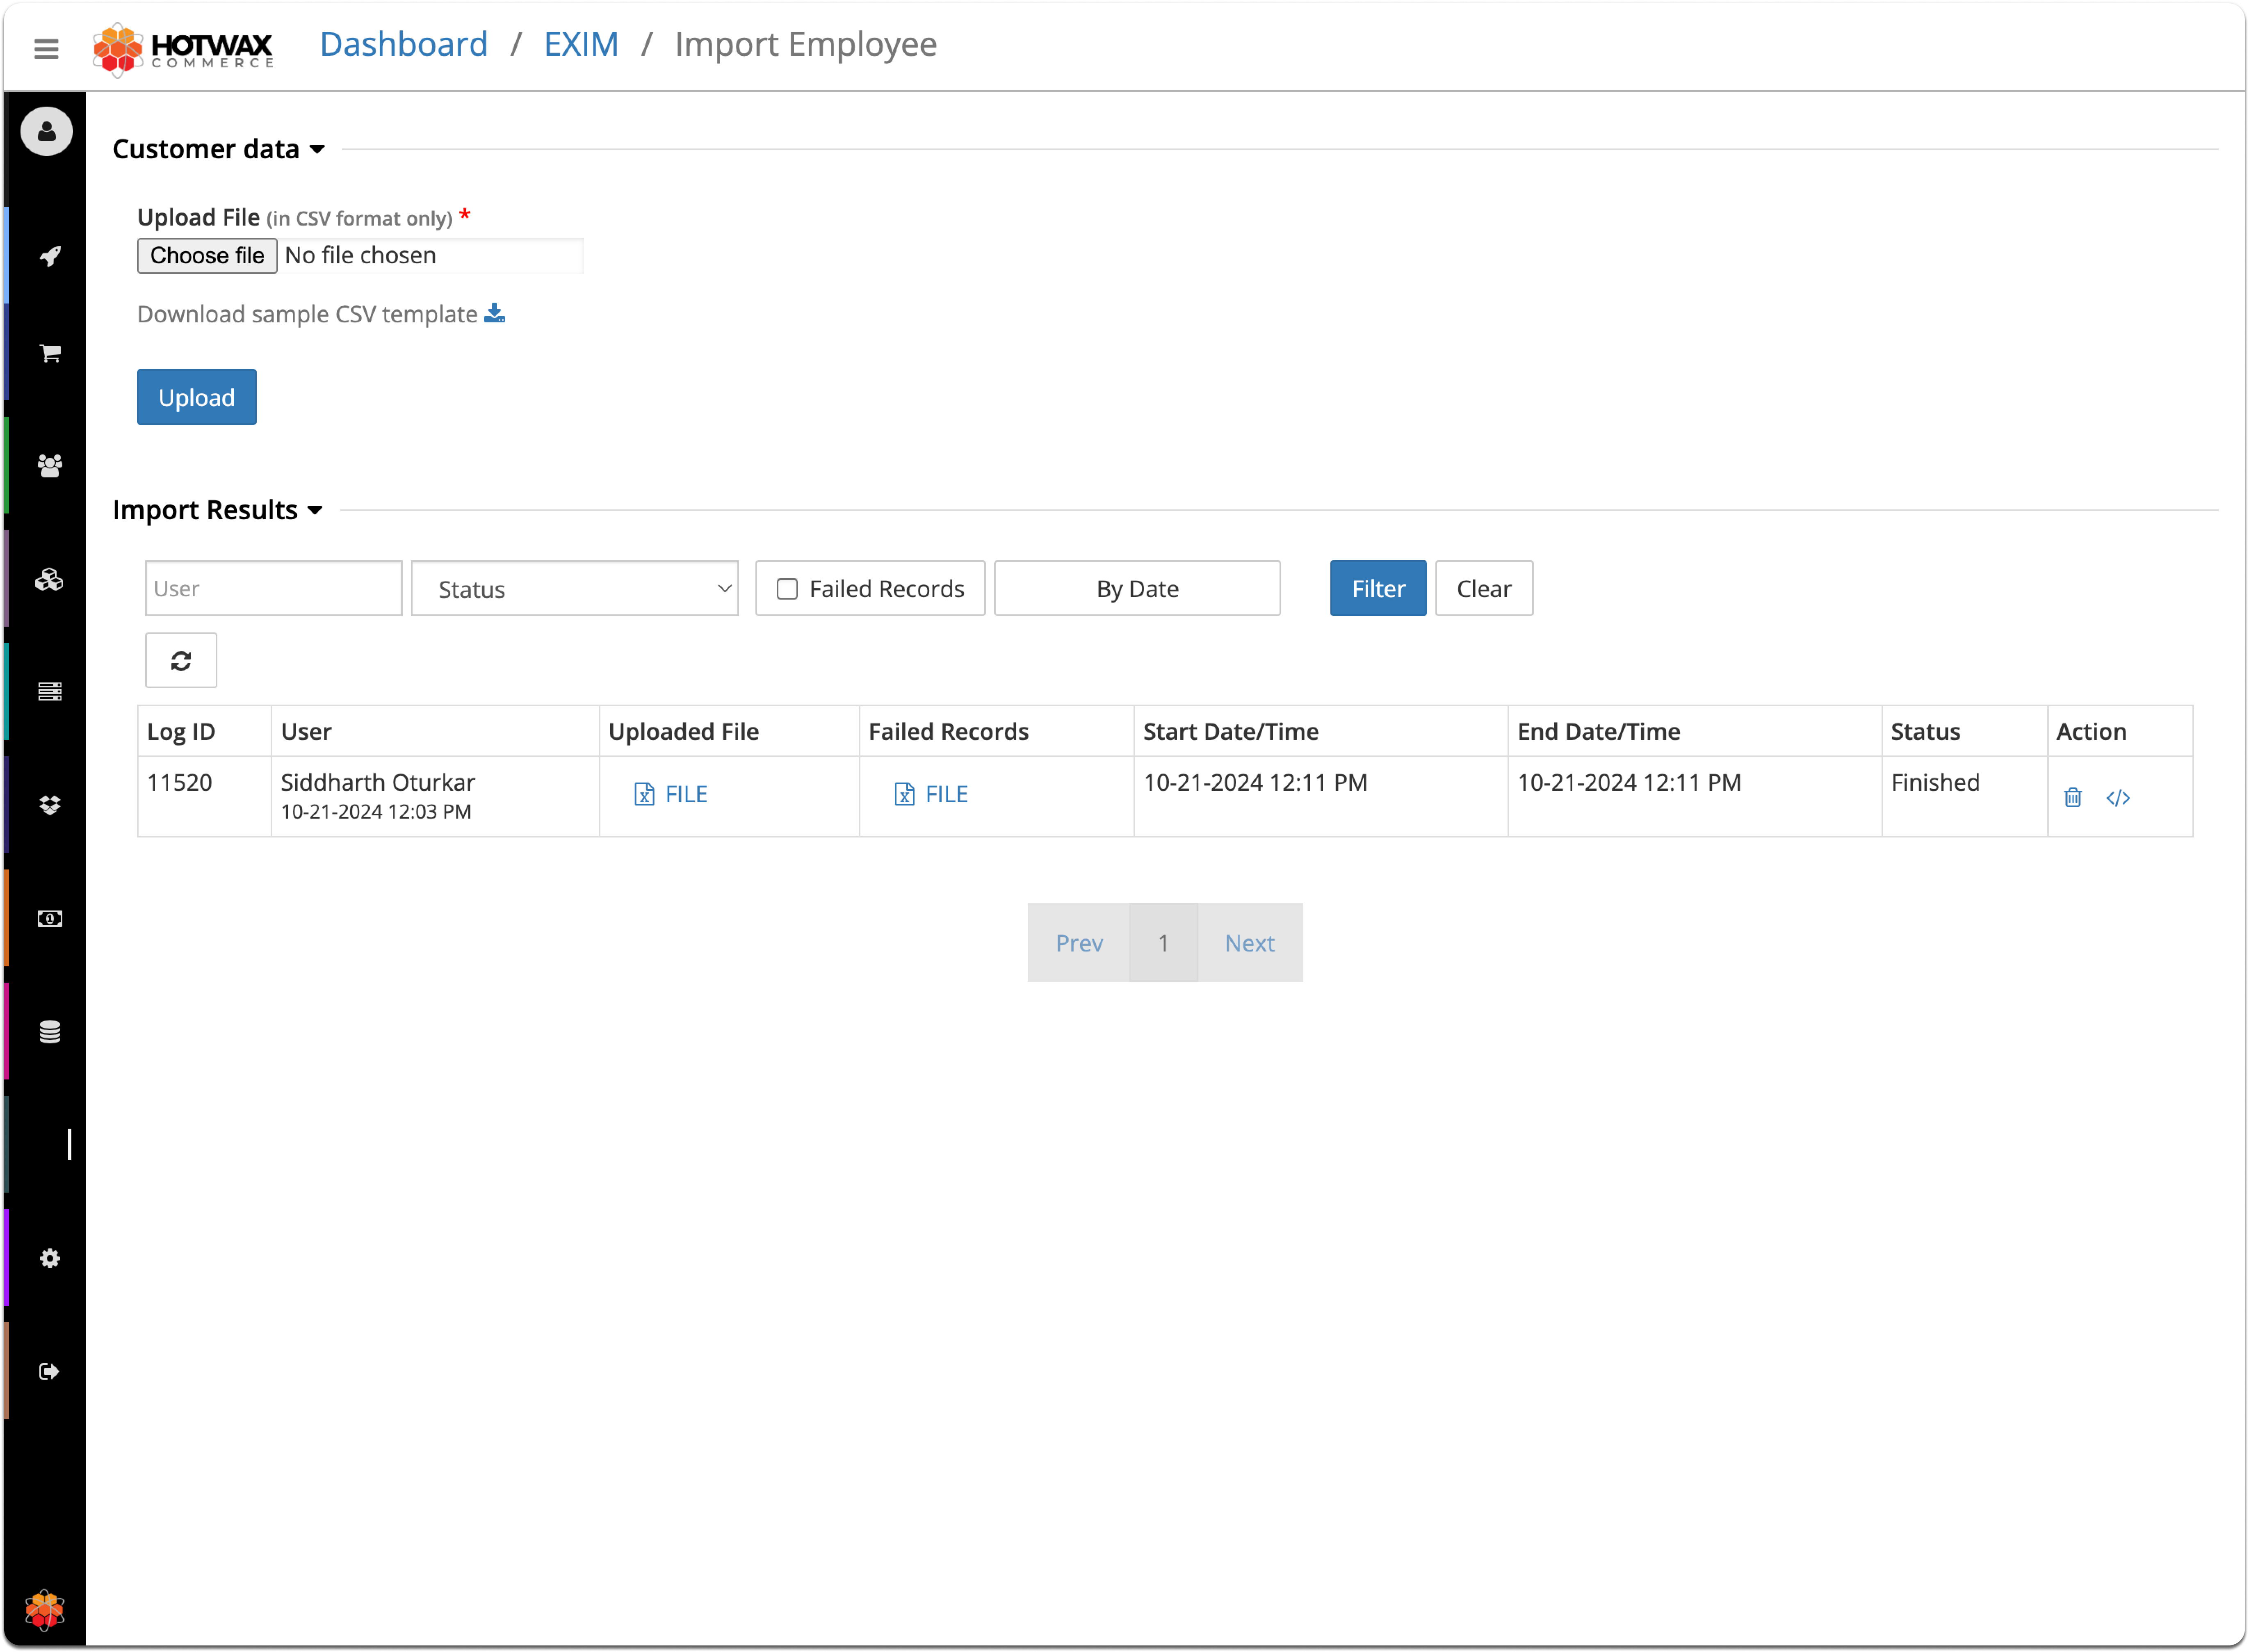 HOTWAX
COMMERCE
Dashboard / EXIM / Import Employee
Customer data
Upload File (in CSV format only) *
Choose file No file chosen
Download sample CSV template
Upload
Import Results
User Status Failed Records By Date Filter Clear
Log ID User Uploaded File Failed Records Start Date/Time End Date/Time Status Action
11520 Siddharth Oturkar FILE FILE 10-21-2024 12:11 PM 10-21-2024 12:11 PM Finished
10-21-2024 12:03 PM
Prev 1 Next